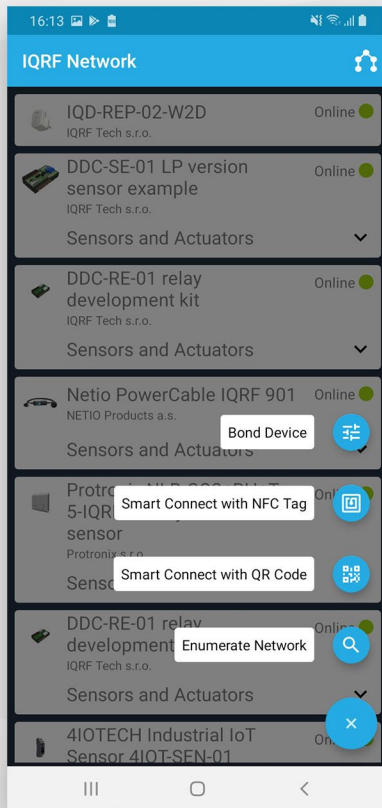 16:13
IQRF Network
IQD-REP-02-W2D Online
IQRF Tech s.r.o.
DDC-SE-01 LP version Online
sensor example
IQRF Tech s.r.o.
Sensors and Actuators
DDC-RE-01 relay Online
development kit
IQRF Tech s.r.o.
Sensors and Actuators
Netio PowerCable IQRF 901 Online
NETIO Products a.s.
Bond Device
Sensors and Actuators
Smart Connect with NFC Tag
5-IQR
sensor
Protronix s.r.o.
Smart Connect with QR Code
DDC-RE-01 relay Online
development
Enumerate Network
IQRF Tech s.r.o.
Sensors and Actuators
4IOTECH Industrial IoT
Sensor 4IOT-SEN-01